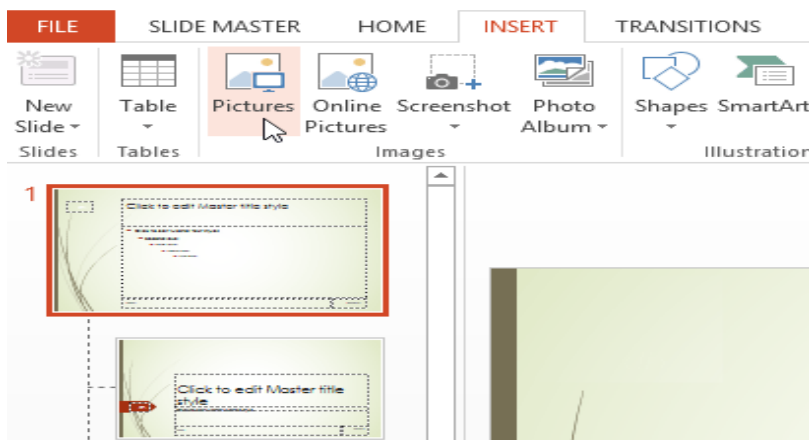 FILE SLIDE MASTER HOME INSERT TRANSITIONS
New Slide
Table
Pictures
Online Pictures
Screenshot
Photo Album
Shapes
SmartArt
Slides Tables Images Illustration
1
Click to edit Master title style
Click to edit Master title
style